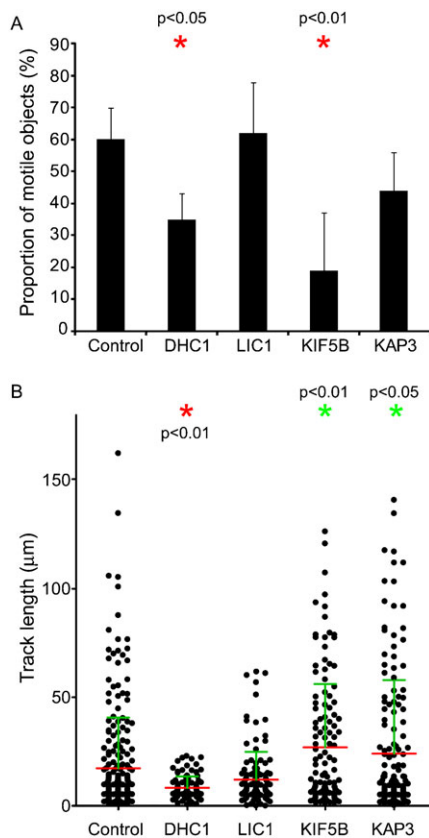 A
p<0.05 p<0.01
* *
Proportion of motile objects (%)
90
80
70
60
50
40
30
20
10
0
Control DHC1 LIC1 KIF5B KAP3
B
p<0.01 p<0.05
* * *
p<0.01
Track length (µm)
150
100
50
0
Control DHC1 LIC1 KIF5B KAP3